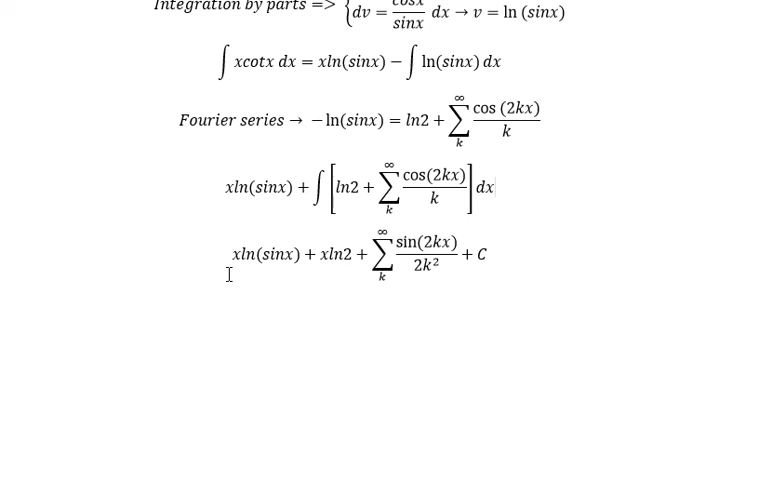 Integration by parts => { dv = cosx/sinx dx → v = ln (sinx)
∫ xcotx dx = xln(sinx) − ∫ ln(sinx) dx
Fourier series → −ln(sinx) = ln2 + ∑_k^∞ cos (2kx)/k
xln(sinx) + ∫ [ln2 + ∑_k^∞ cos(2kx)/k] dx
xln(sinx) + xln2 + ∑_k^∞ sin(2kx)/2k² + C